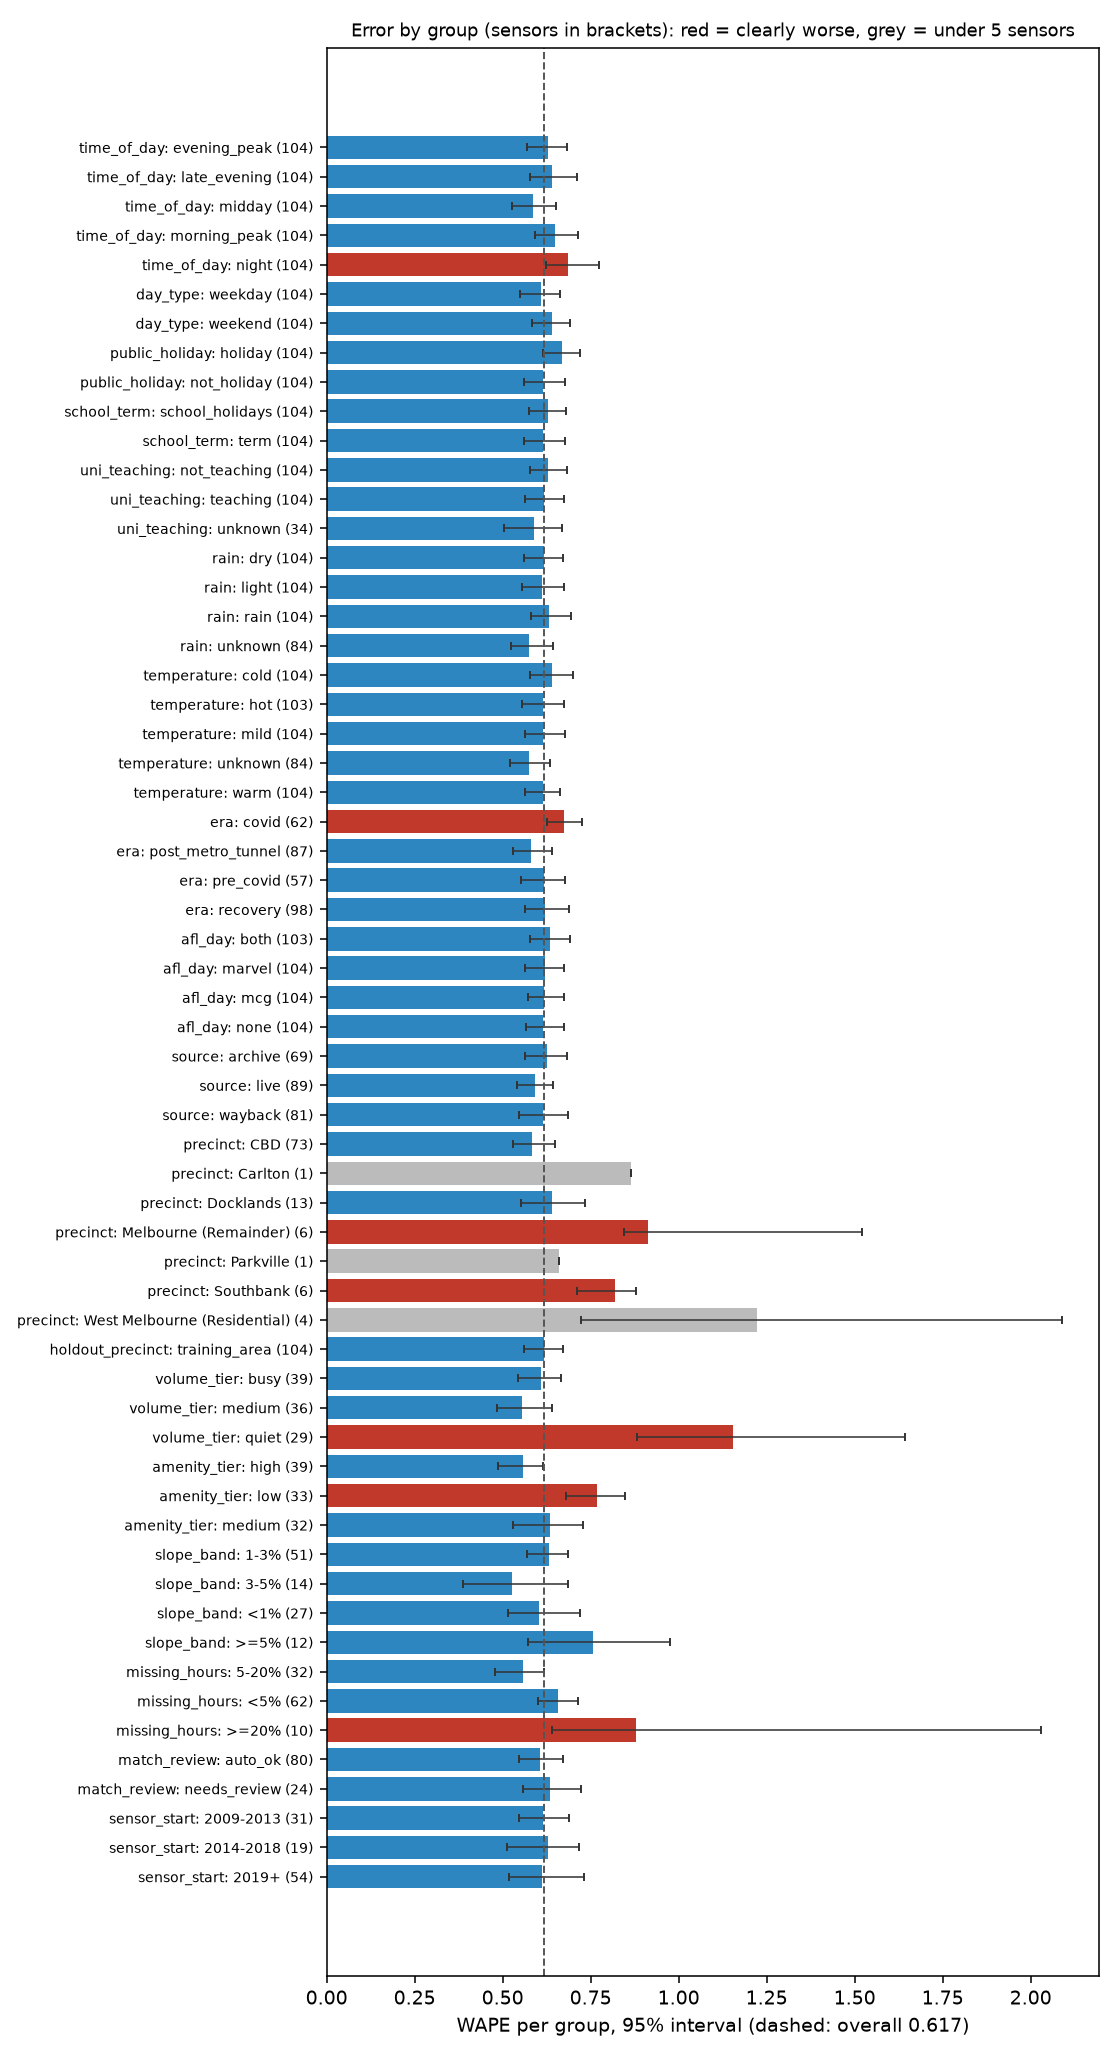 Error by group (sensors in brackets): red = clearly worse, grey = under 5 sensors
time_of_day: evening_peak (104)
time_of_day: late_evening (104)
time_of_day: midday (104)
time_of_day: morning_peak (104)
time_of_day: night (104)
day_type: weekday (104)
day_type: weekend (104)
public_holiday: holiday (104)
public_holiday: not_holiday (104)
school_term: school_holidays (104)
school_term: term (104)
uni_teaching: not_teaching (104)
uni_teaching: teaching (104)
uni_teaching: unknown (34)
rain: dry (104)
rain: light (104)
rain: rain (104)
rain: unknown (84)
temperature: cold (104)
temperature: hot (103)
temperature: mild (104)
temperature: unknown (84)
temperature: warm (104)
era: covid (62)
era: post_metro_tunnel (87)
era: pre_covid (57)
era: recovery (98)
afl_day: both (103)
afl_day: marvel (104)
afl_day: mcg (104)
afl_day: none (104)
source: archive (69)
source: live (89)
source: wayback (81)
precinct: CBD (73)
precinct: Carlton (1)
precinct: Docklands (13)
precinct: Melbourne (Remainder) (6)
precinct: Parkville (1)
precinct: Southbank (6)
precinct: West Melbourne (Residential) (4)
holdout_precinct: training_area (104)
volume_tier: busy (39)
volume_tier: medium (36)
volume_tier: quiet (29)
amenity_tier: high (39)
amenity_tier: low (33)
amenity_tier: medium (32)
slope_band: 1-3% (51)
slope_band: 3-5% (14)
slope_band: <1% (27)
slope_band: >=5% (12)
missing_hours: 5-20% (32)
missing_hours: <5% (62)
missing_hours: >=20% (10)
match_review: auto_ok (80)
match_review: needs_review (24)
sensor_start: 2009-2013 (31)
sensor_start: 2014-2018 (19)
sensor_start: 2019+ (54)
0.00 0.25 0.50 0.75 1.00 1.25 1.50 1.75 2.00
WAPE per group, 95% interval (dashed: overall 0.617)